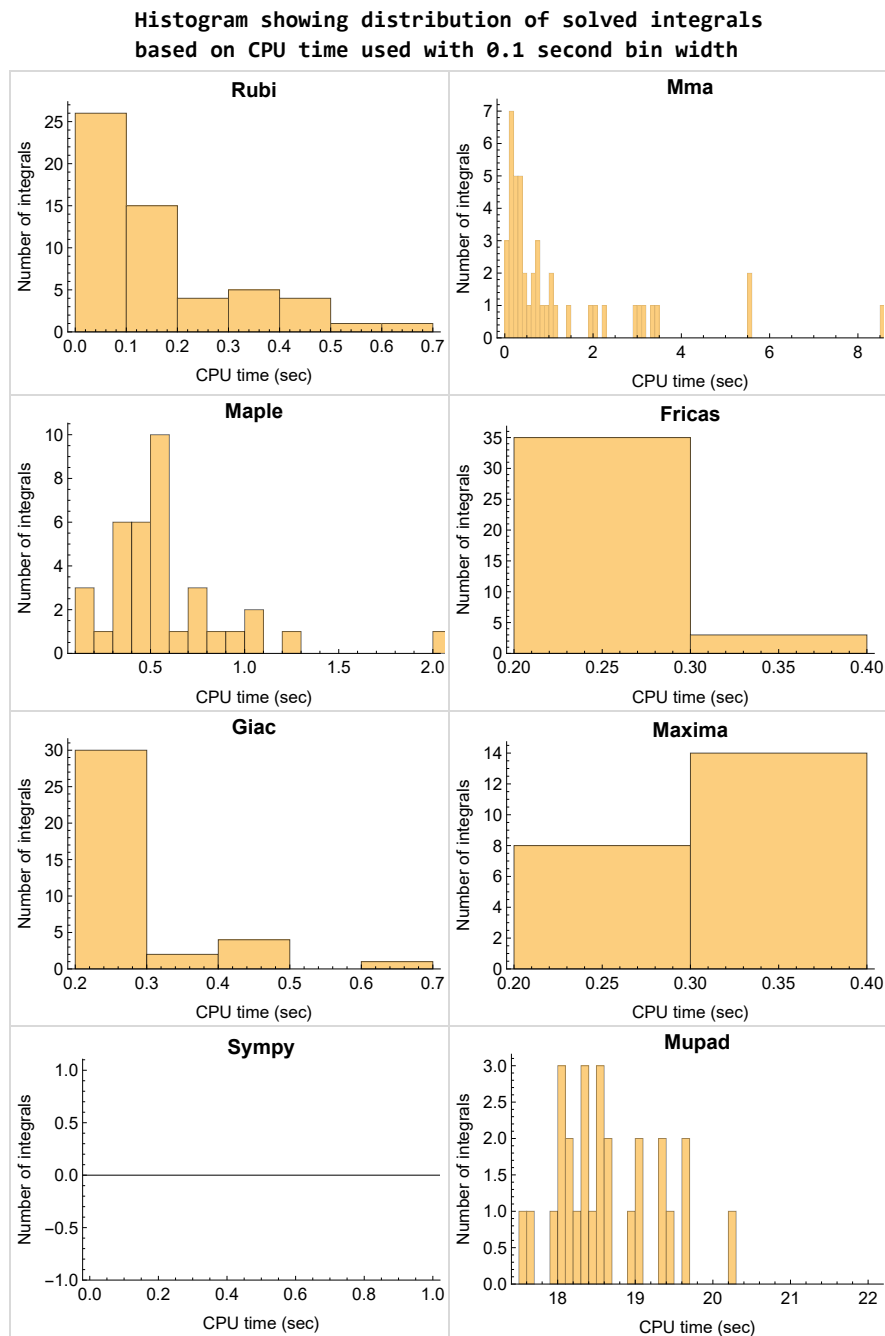 Histogram showing distribution of solved integrals
based on CPU time used with 0.1 second bin width
Rubi
Number of integrals
25
20
15
10
5
0
0.0 0.1 0.2 0.3 0.4 0.5 0.6 0.7
CPU time (sec)
Mma
Number of integrals
7
6
5
4
3
2
1
0
0 2 4 6 8
CPU time (sec)
Maple
Number of integrals
10
8
6
4
2
0
0.5 1.0 1.5 2.0
CPU time (sec)
Fricas
Number of integrals
35
30
25
20
15
10
5
0
0.20 0.25 0.30 0.35 0.40
CPU time (sec)
Giac
Number of integrals
30
25
20
15
10
5
0
0.2 0.3 0.4 0.5 0.6 0.7
CPU time (sec)
Maxima
Number of integrals
14
12
10
8
6
4
2
0
0.20 0.25 0.30 0.35 0.40
CPU time (sec)
Sympy
Number of integrals
1.0
0.5
0.0
−0.5
−1.0
0.0 0.2 0.4 0.6 0.8 1.0
CPU time (sec)
Mupad
Number of integrals
3.0
2.5
2.0
1.5
1.0
0.5
0.0
18 19 20 21 22
CPU time (sec)